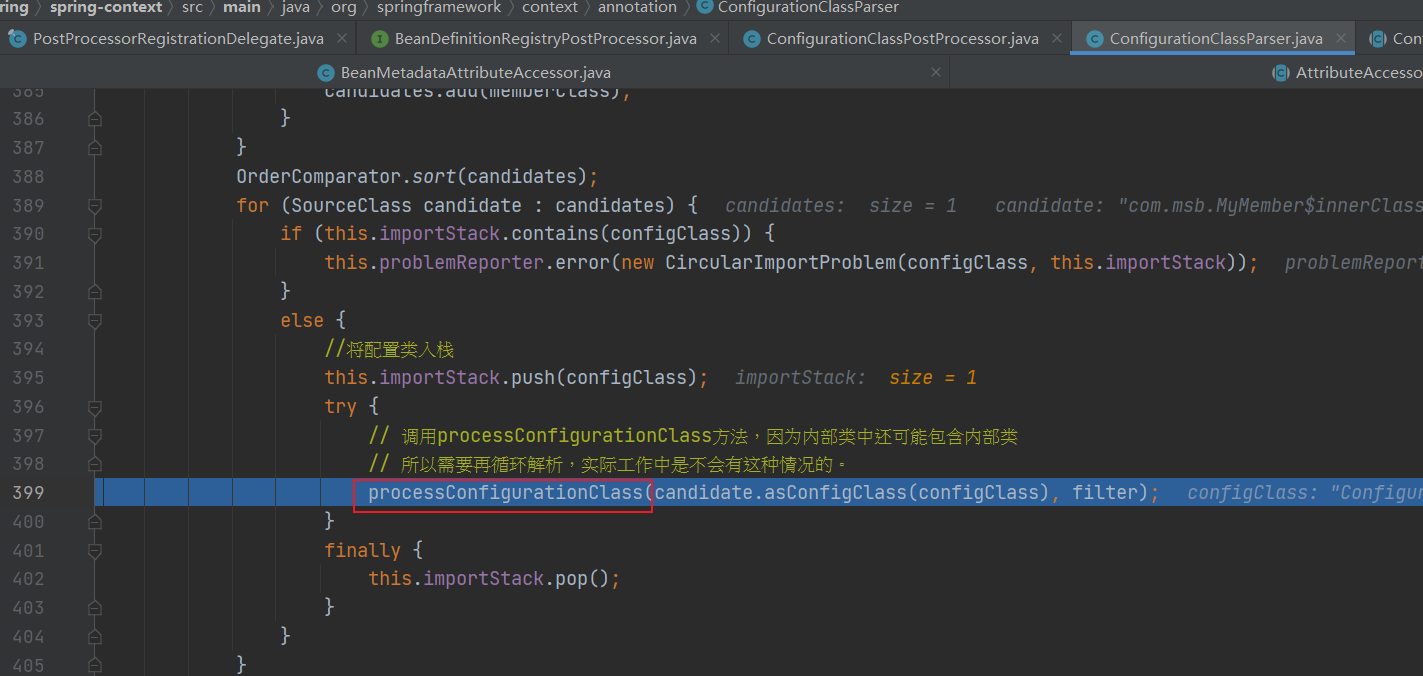 ring 〉 spring-context 〉 src 〉 main 〉 java 〉 org 〉 springframework 〉 context 〉 annotation 〉 ConfigurationClassParser
PostProcessorRegistrationDelegate.java × BeanDefinitionRegistryPostProcessor.java × ConfigurationClassPostProcessor.java × ConfigurationClassParser.java × Con
BeanMetadataAttributeAccessor.java × AttributeAccesso
385 candidates.add(memberClass);
386 }
387 }
388 OrderComparator.sort(candidates);
389 for (SourceClass candidate : candidates) { candidates: size = 1 candidate: "com.msb.MyMember$innerClass
390 if (this.importStack.contains(configClass)) {
391 this.problemReporter.error(new CircularImportProblem(configClass, this.importStack)); problemReport
392 }
393 else {
394 //将配置类入栈
395 this.importStack.push(configClass); importStack: size = 1
396 try {
397 // 调用processConfigurationClass方法，因为内部类中还可能包含内部类
398 // 所以需要再循环解析，实际工作中是不会有这种情况的。
399 processConfigurationClass(candidate.asConfigClass(configClass), filter); configClass: "Configur
400 }
401 finally {
402 this.importStack.pop();
403 }
404 }
405 }